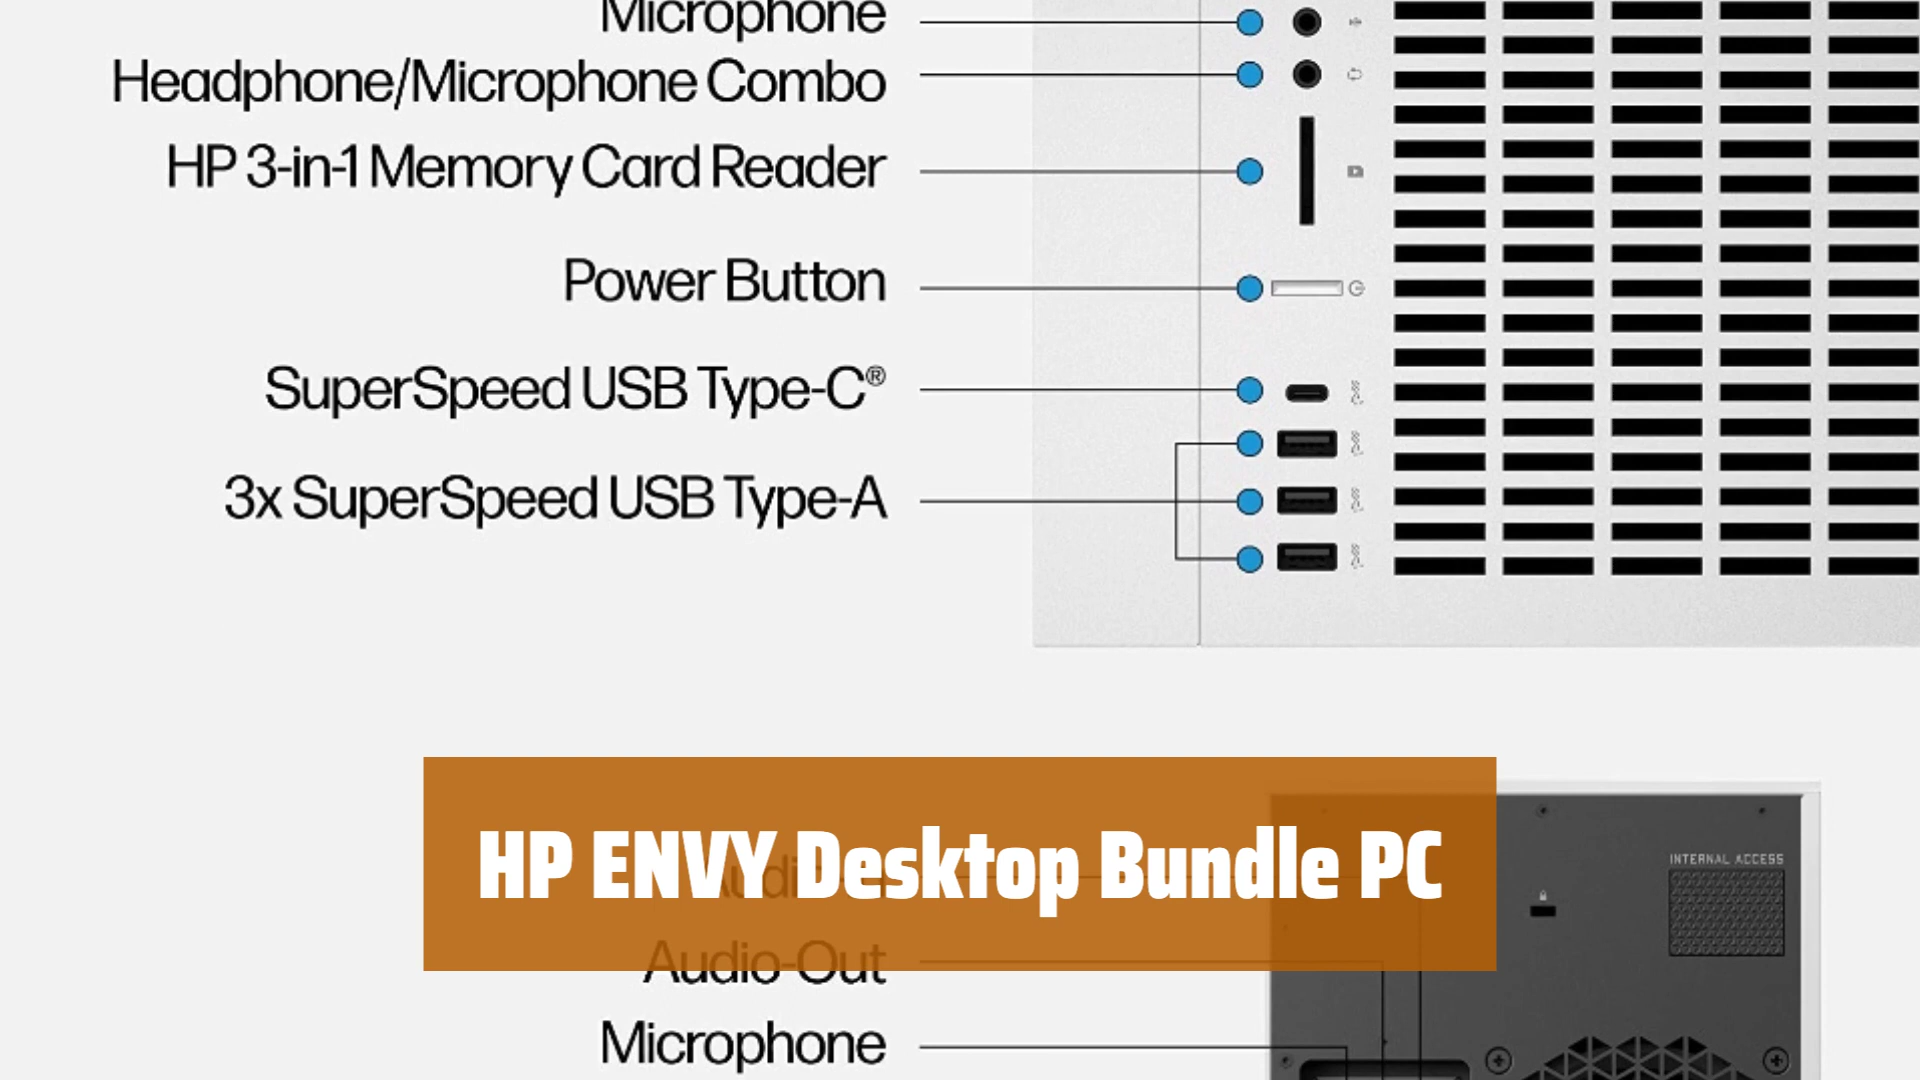 Microphone
Headphone/Microphone Combo
HP 3-in-1 Memory Card Reader
Power Button
SuperSpeed USB Type-C®
3x SuperSpeed USB Type-A
INTERNAL ACCESS
HP ENVY Desktop Bundle PC
Audio-Out
Microphone